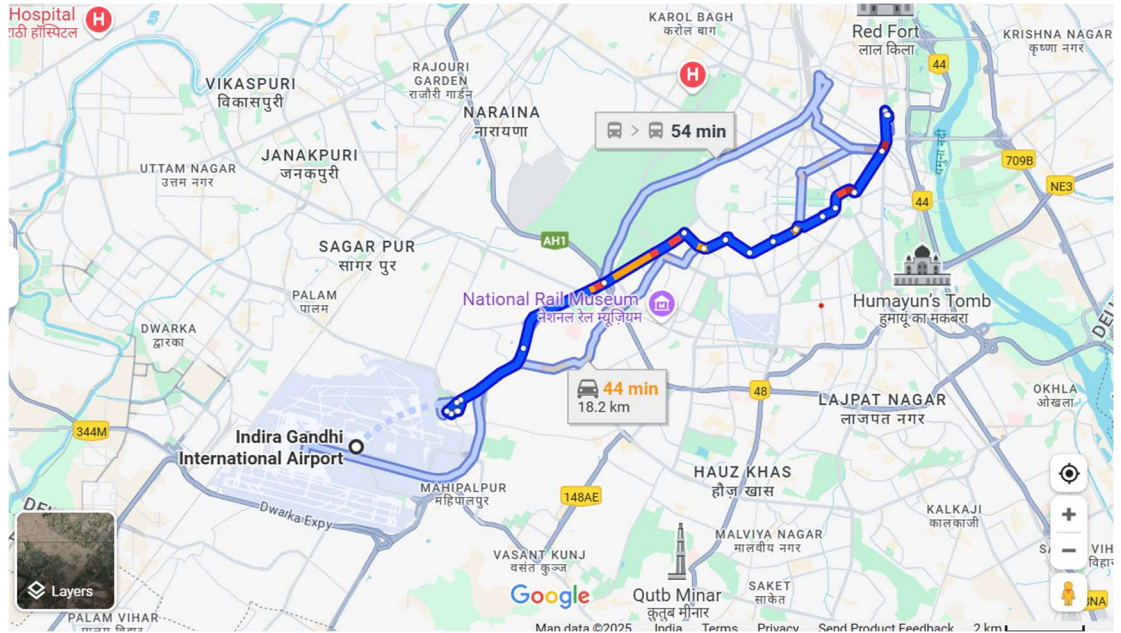 Hospital
राठी हॉस्पिटल
H
KAROL BAGH
करोल बाग
Red Fort
लाल किला
KRISHNA NAGAR
कृष्णा नगर
44
VIKASPURI
विकासपुरी
RAJOURI
GARDEN
राजौरी गार्डन
H
NARAINA
नारायणा
54 min
यमुना नदी
709B
JANAKPURI
जनकपुरी
UTTAM NAGAR
उत्तम नगर
NE3
44
AH1
SAGAR PUR
सागर पुर
PALAM
पालम
National Rail Museum
नेशनल रेल म्यूज़ियम
Humayun's Tomb
हुमायूं का मकबरा
DWARKA
द्वारका
44 min
18.2 km
48
LAJPAT NAGAR
लाजपत नगर
OKHLA
ओखला
344M
Indira Gandhi
International Airport
MAHIPALPUR
महिपालपुर
148AE
HAUZ KHAS
हौज़ खास
Dwarka Expy
KALKAJI
कालकाजी
MALVIYA NAGAR
मालवीय नगर
VASANT KUNJ
वसंत कुञ्ज
Layers
Google
Qutb Minar
कुतुब मीनार
SAKET
साकेत
PALAM VIHAR
Map data ©2025 India Terms Privacy Send Product Feedback 2 km